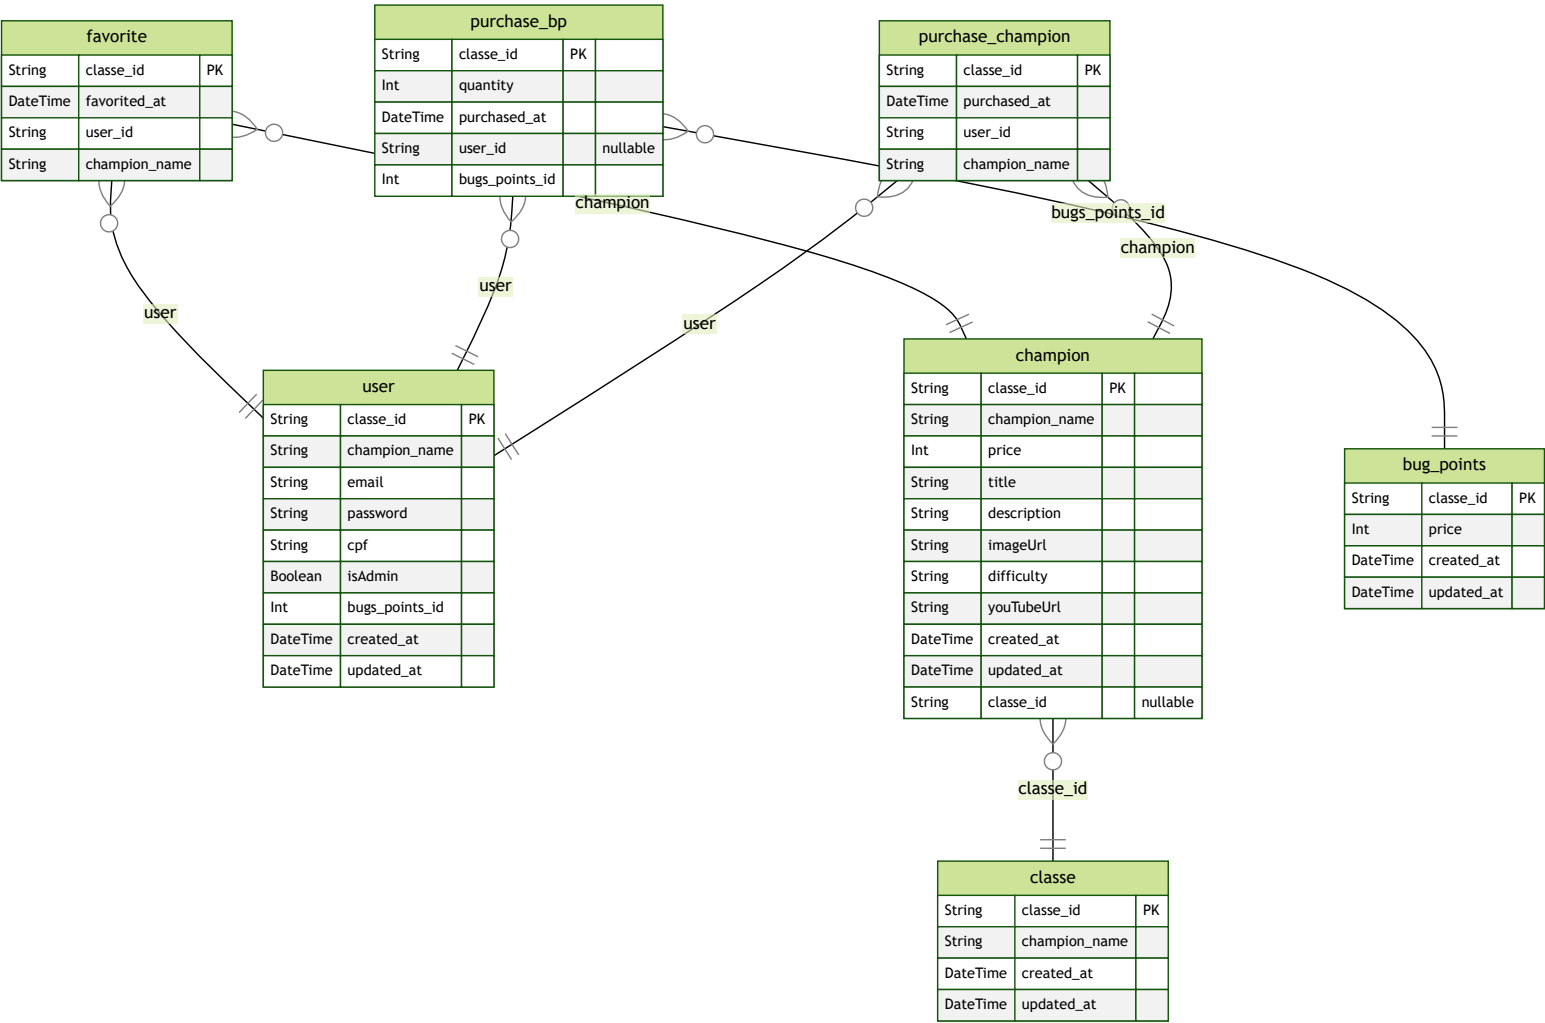 favorite
String classe_id PK
DateTime favorited_at
String user_id
String champion_name
purchase_bp
String classe_id PK
Int quantity
DateTime purchased_at
String user_id nullable
Int bugs_points_id
purchase_champion
String classe_id PK
DateTime purchased_at
String user_id
String champion_name
champion
bugs_points_id
champion
user
user
user
user
String classe_id PK
String champion_name
String email
String password
String cpf
Boolean isAdmin
Int bugs_points_id
DateTime created_at
DateTime updated_at
champion
String classe_id PK
String champion_name
Int price
String title
String description
String imageUrl
String difficulty
String youTubeUrl
DateTime created_at
DateTime updated_at
String classe_id nullable
bug_points
String classe_id PK
Int price
DateTime created_at
DateTime updated_at
classe_id
classe
String classe_id PK
String champion_name
DateTime created_at
DateTime updated_at